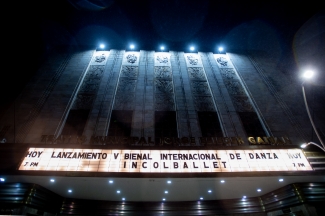 HOY LANZAMIENTO V BIENAL INTERNACIONAL DE DANZA HOY
7 PM INCOLBALLET 7 PM